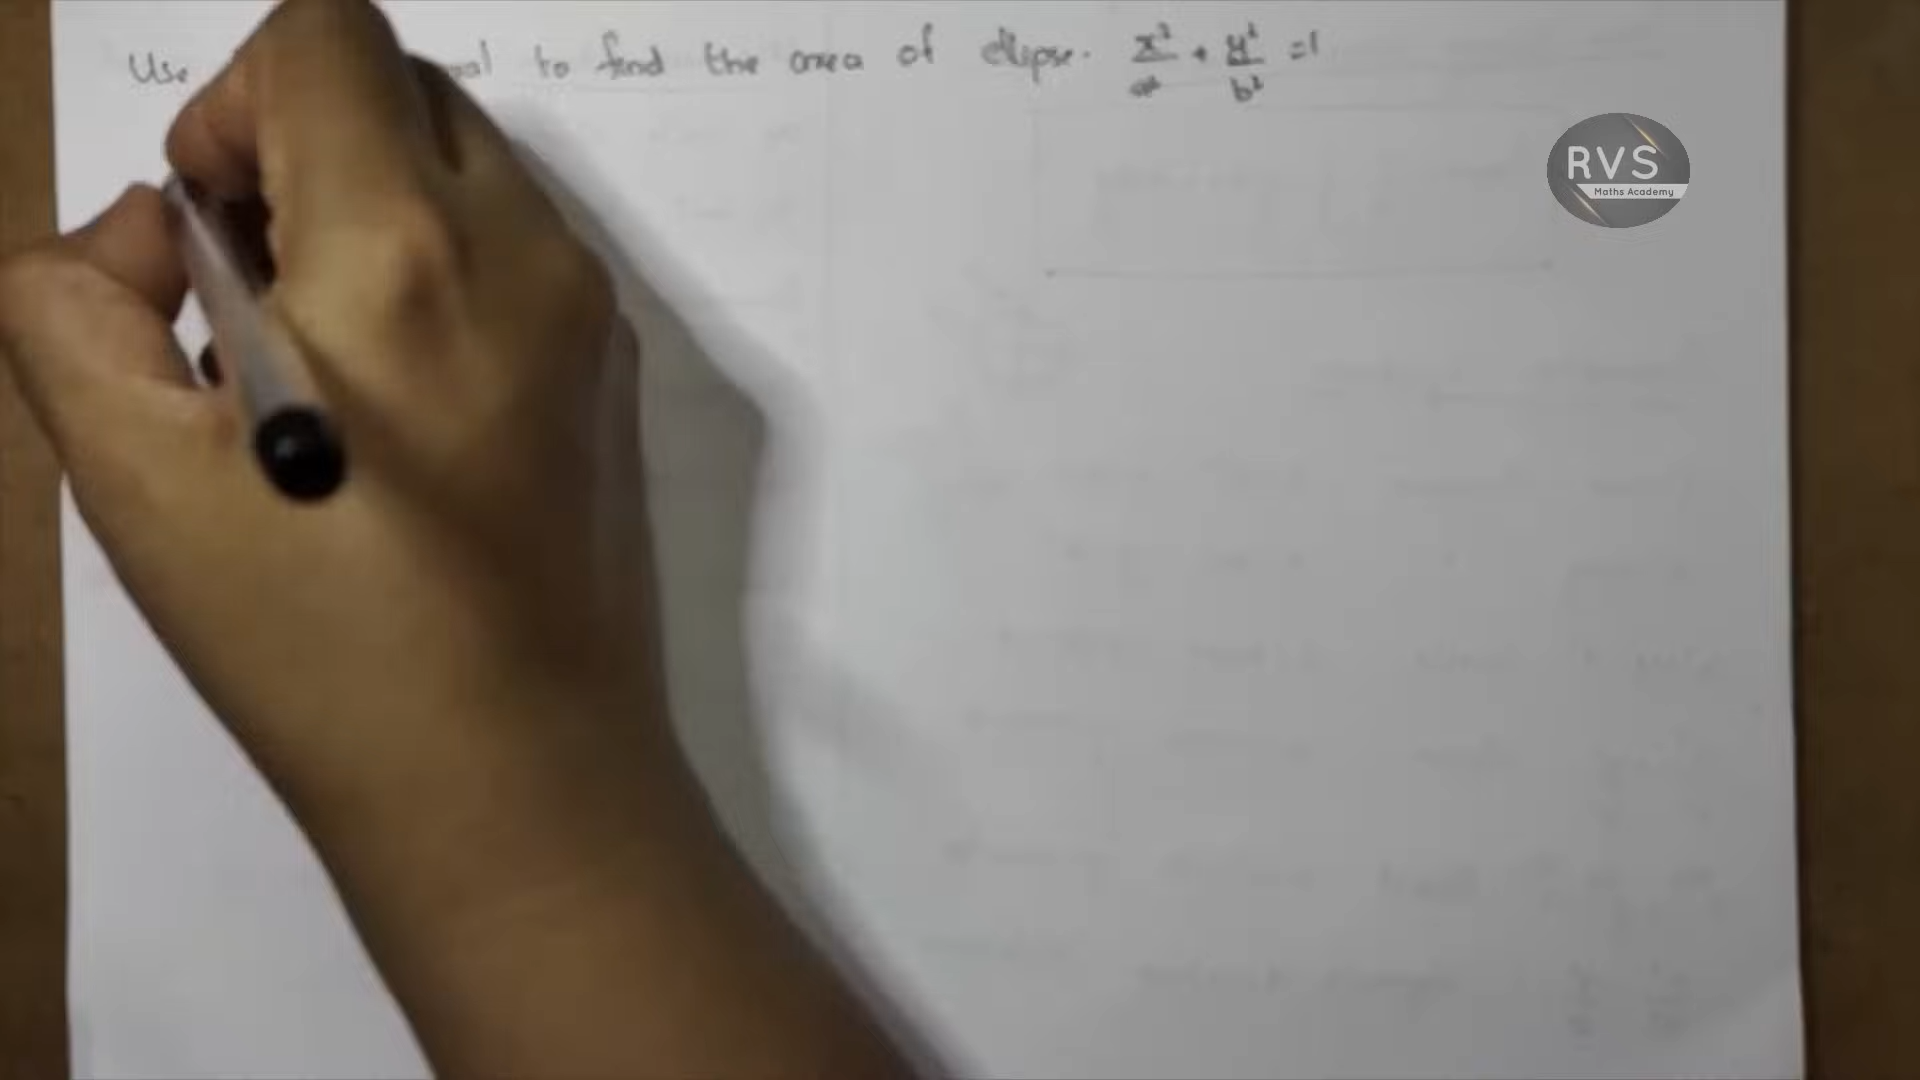 Use to find the area of ellipse. x²/a² + y²/b² = 1
RVS
Maths Academy